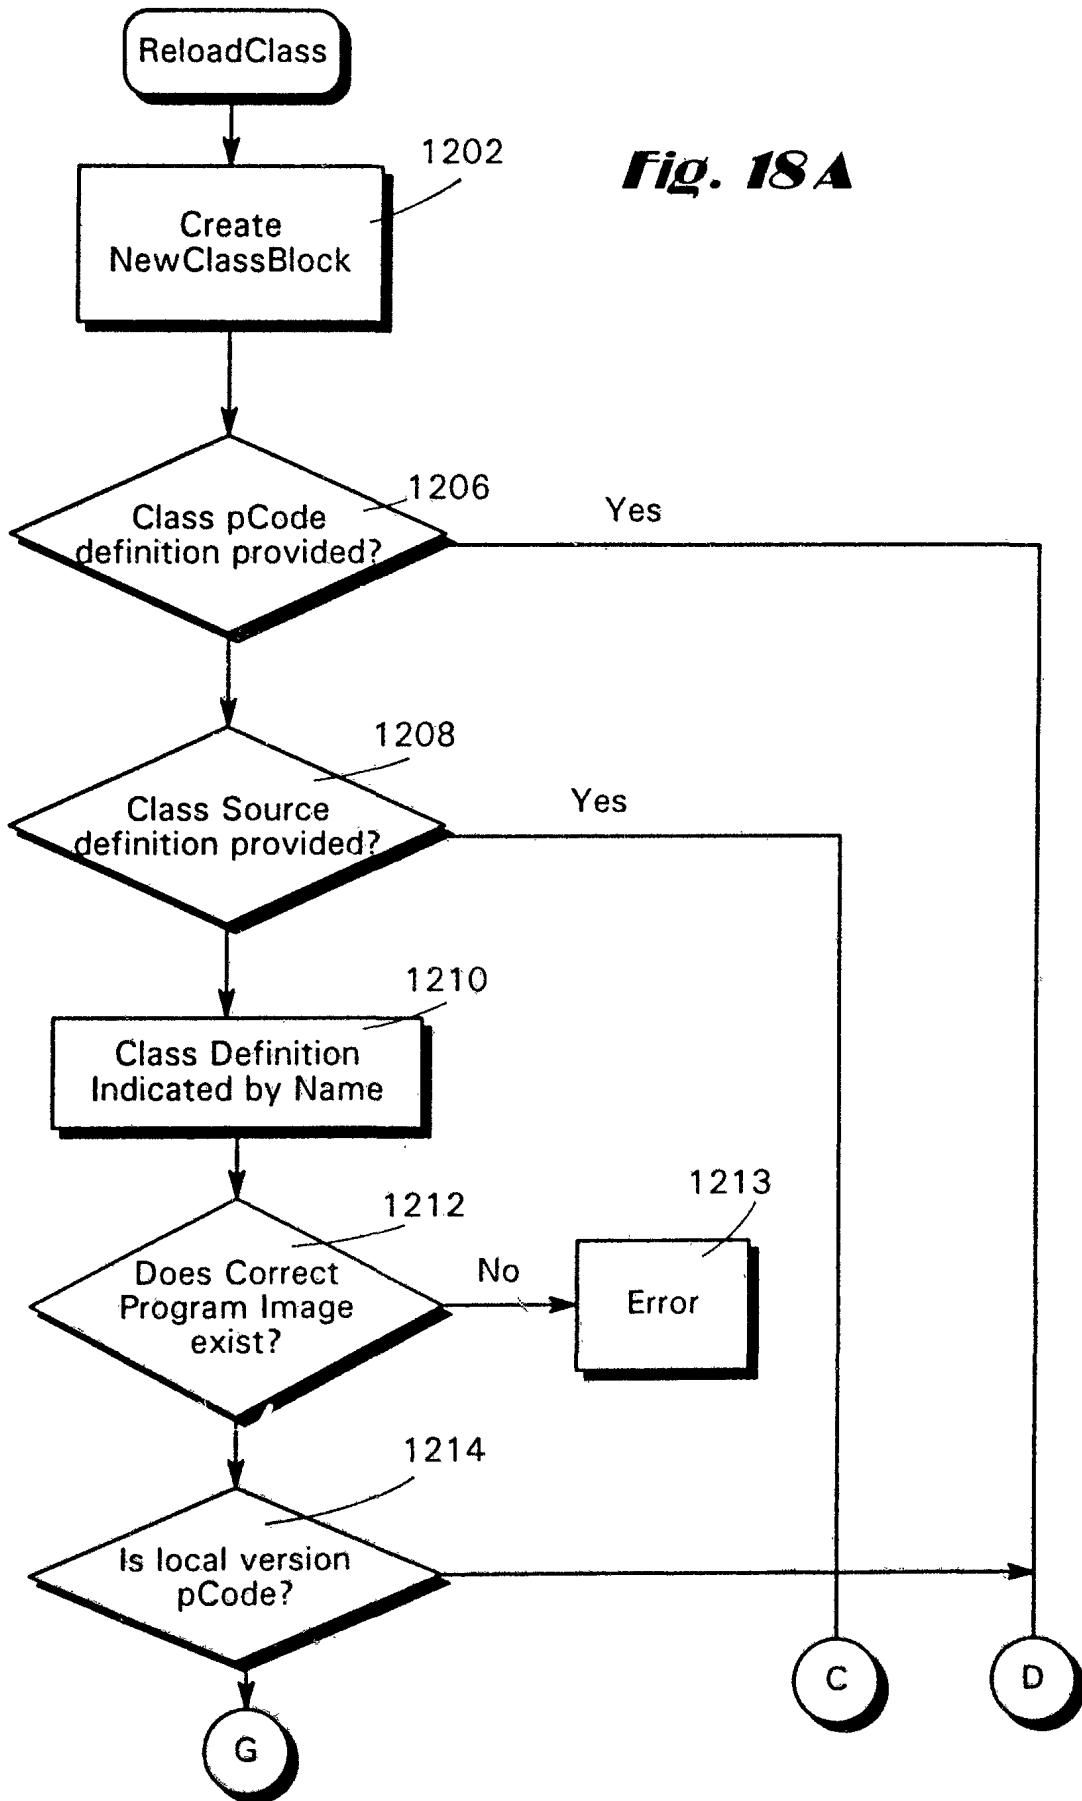 ReloadClass
Fig. 18A
1202
Create
NewClassBlock
1206
Class pCode
definition provided?
Yes
1208
Class Source
definition provided?
Yes
1210
Class Definition
Indicated by Name
1212
Does Correct
Program Image
exist?
No
1213
Error
1214
Is local version
pCode?
C
D
G